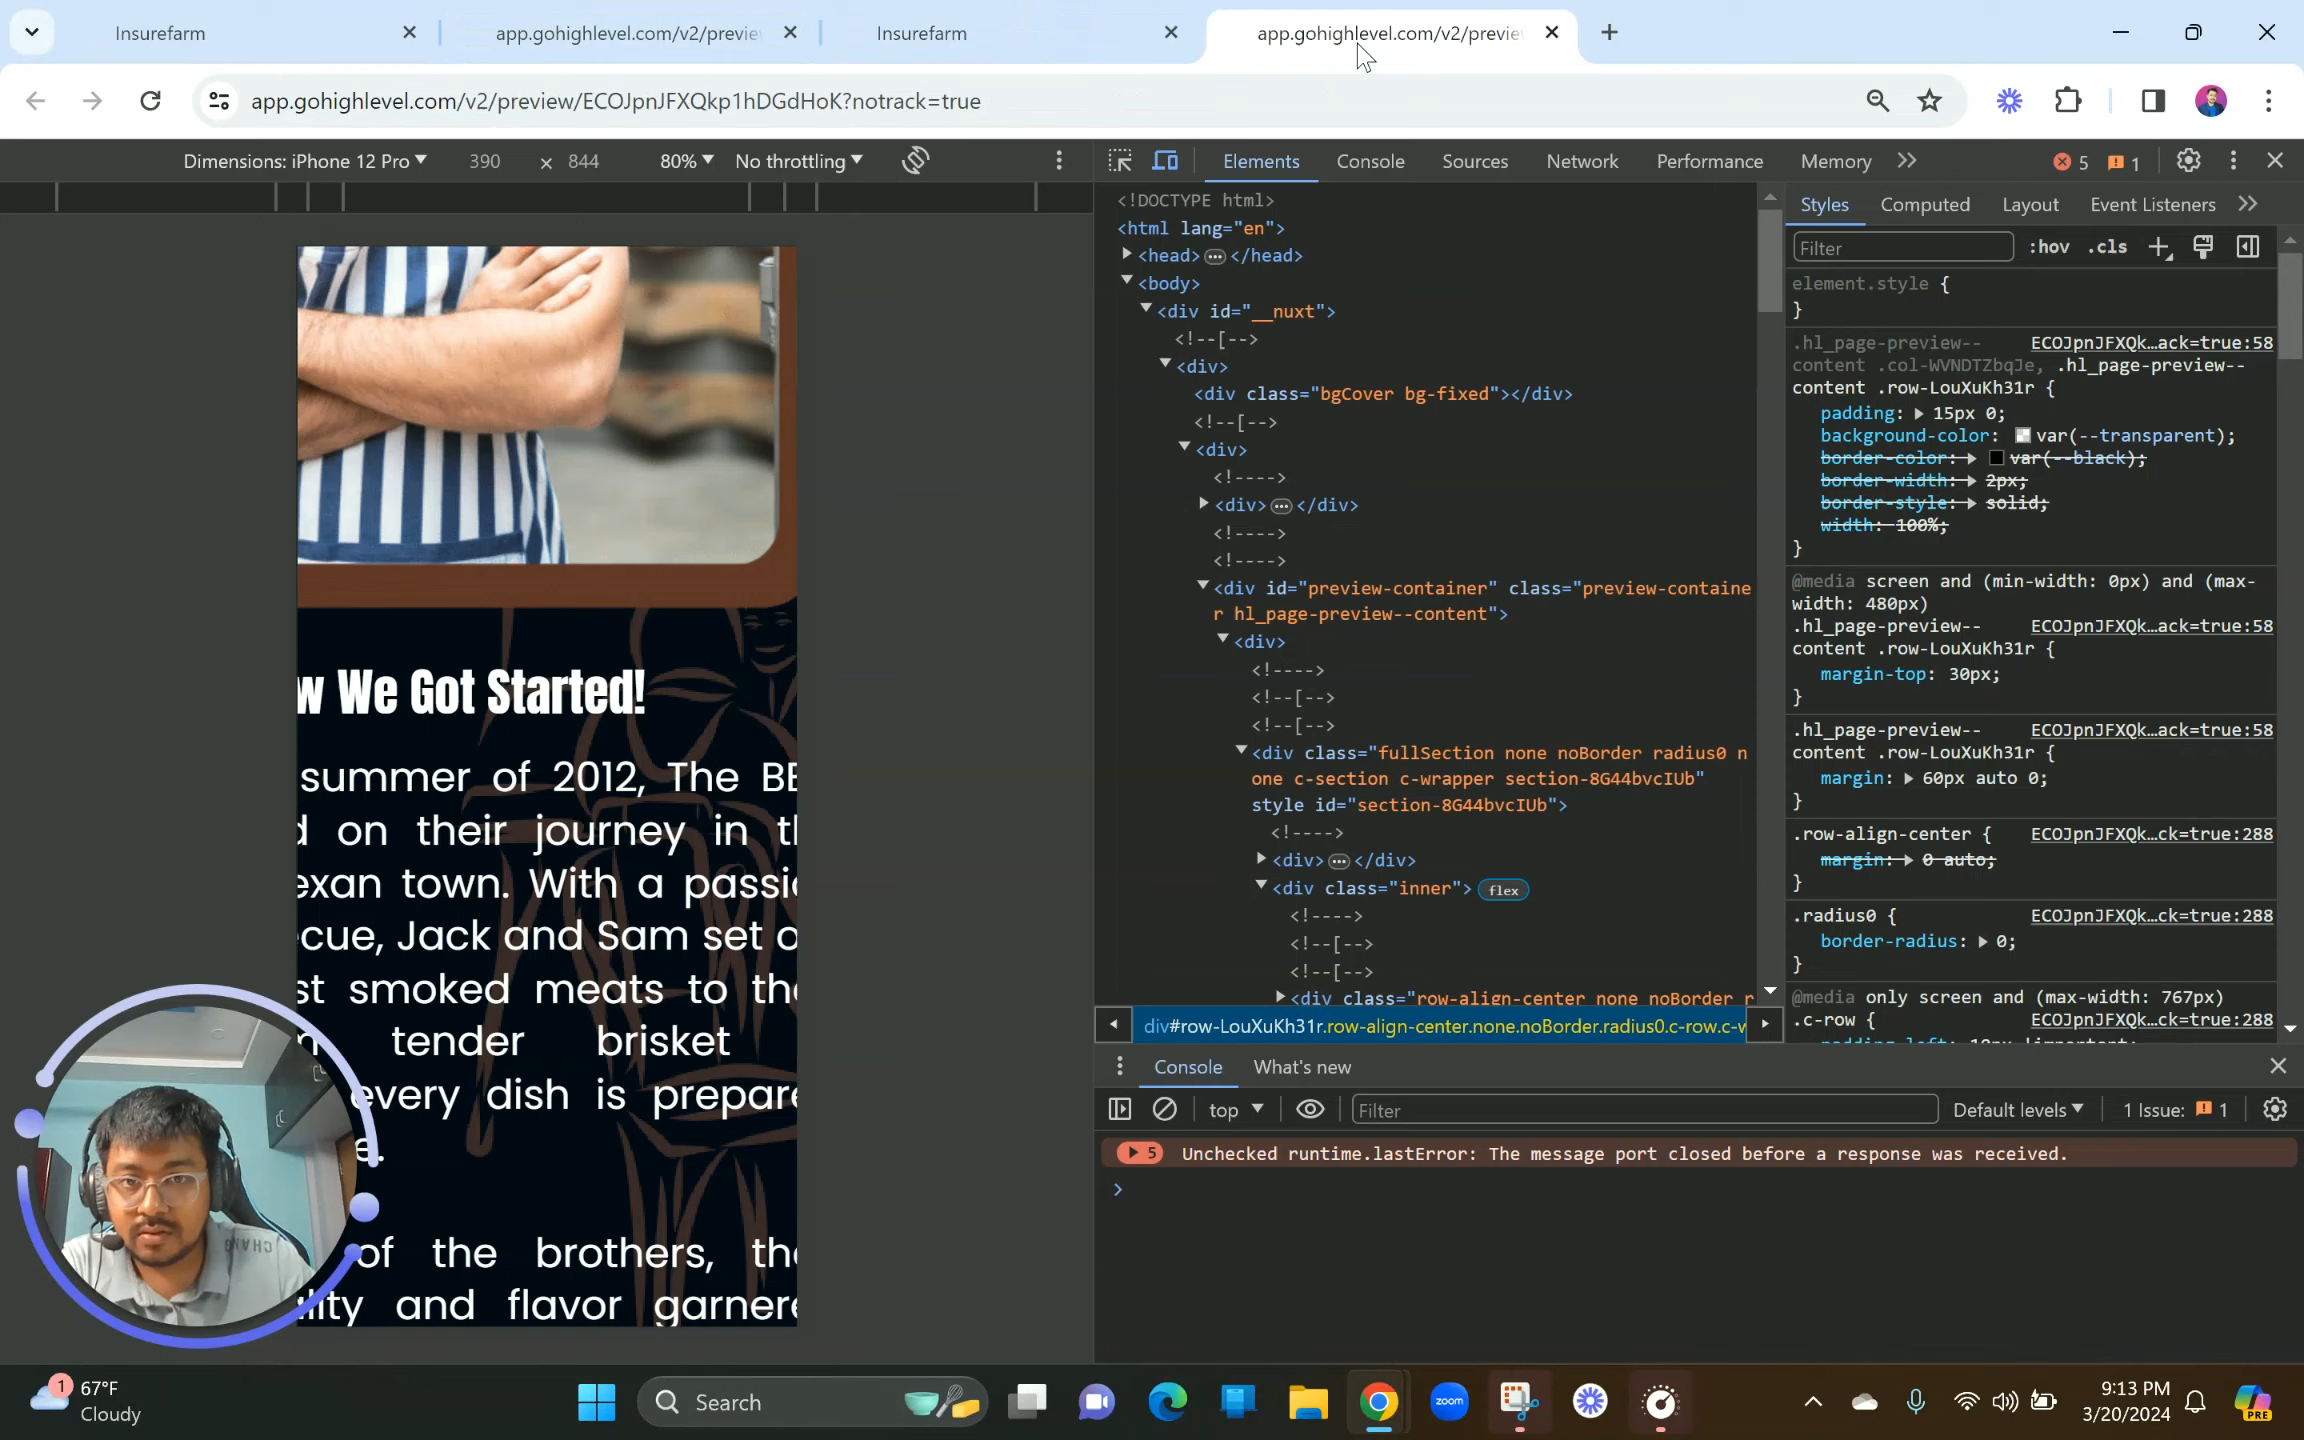 Insurefarm
app.gohighlevel.com/v2/previe
Insurefarm
app.gohighlevel.com/v2/previe
app.gohighlevel.com/v2/preview/ECOJpnJFXQkp1hDGdHoK?notrack=true
Dimensions: iPhone 12 Pro 390 × 844 80% No throttling
Elements Console Sources Network Performance Memory 5 1
Styles Computed Layout Event Listeners
Filter :hov .cls
<!DOCTYPE html>
<html lang="en">
<head> </head>
<body>
<div id="__nuxt">
<!--[-->
<div>
<div class="bgCover bg-fixed"></div>
<!--[-->
<div>
<!---->
<div> </div>
<!---->
<!---->
<div id="preview-container" class="preview-containe
r hl_page-preview--content">
<div>
<!---->
<!--[-->
<!--[-->
<div class="fullSection none noBorder radius0 n
one c-section c-wrapper section-8G44bvcIUb"
style id="section-8G44bvcIUb">
<!---->
<div> </div>
<div class="inner"> flex
<!---->
<!--[-->
<!--[-->
<div class="row-align-center none noBorder r
div#row-LouXuKh31r.row-align-center.none.noBorder.radius0.c-row.c-w
element.style {
}
.hl_page-preview-- ECOJpnJFXQk…ack=true:58
content .col-WVNDTZbqJe, .hl_page-preview--
content .row-LouXuKh31r {
padding: 15px 0;
background-color: var(--transparent);
border-color: var(--black);
border-width: 2px;
border-style: solid;
width: 100%;
}
@media screen and (min-width: 0px) and (max-
width: 480px)
.hl_page-preview-- ECOJpnJFXQk…ack=true:58
content .row-LouXuKh31r {
margin-top: 30px;
}
.hl_page-preview-- ECOJpnJFXQk…ack=true:58
content .row-LouXuKh31r {
margin: 60px auto 0;
}
.row-align-center { ECOJpnJFXQk…ck=true:288
margin: 0 auto;
}
.radius0 { ECOJpnJFXQk…ck=true:288
border-radius: 0;
}
@media only screen and (max-width: 767px)
.c-row { ECOJpnJFXQk…ck=true:288
w We Got Started!
summer of 2012, The BB
d on their journey in th
exan town. With a passio
ecue, Jack and Sam set o
st smoked meats to the
tender brisket
every dish is prepare
e.
of the brothers, the
ality and flavor garnere
Console What's new
top Filter Default levels 1 Issue: 1
5 Unchecked runtime.lastError: The message port closed before a response was received.
1 67°F
Cloudy
Search
zoom
9:13 PM
3/20/2024
PRE